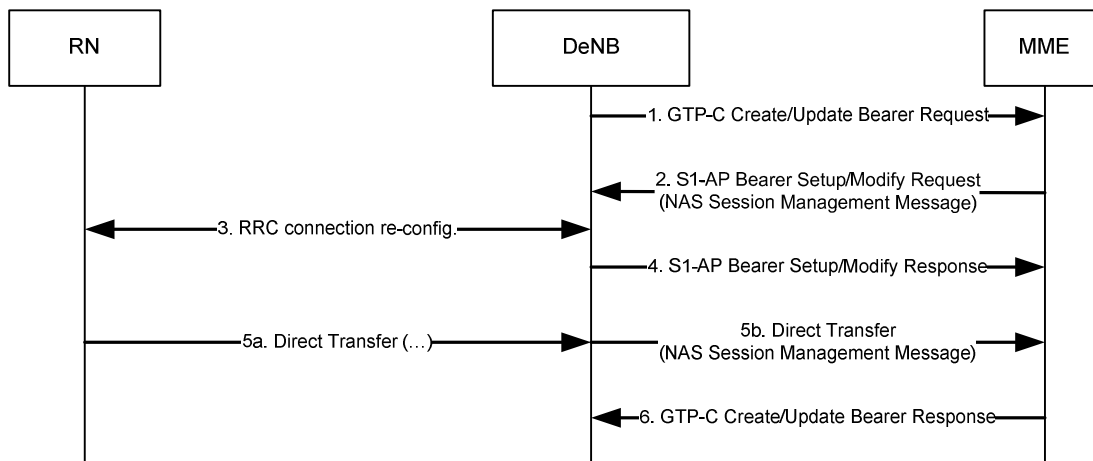 RN
DeNB
MME
1. GTP-C Create/Update Bearer Request
2. S1-AP Bearer Setup/Modify Request
(NAS Session Management Message)
3. RRC connection re-config.
4. S1-AP Bearer Setup/Modify Response
5a. Direct Transfer (…)
5b. Direct Transfer
(NAS Session Management Message)
6. GTP-C Create/Update Bearer Response